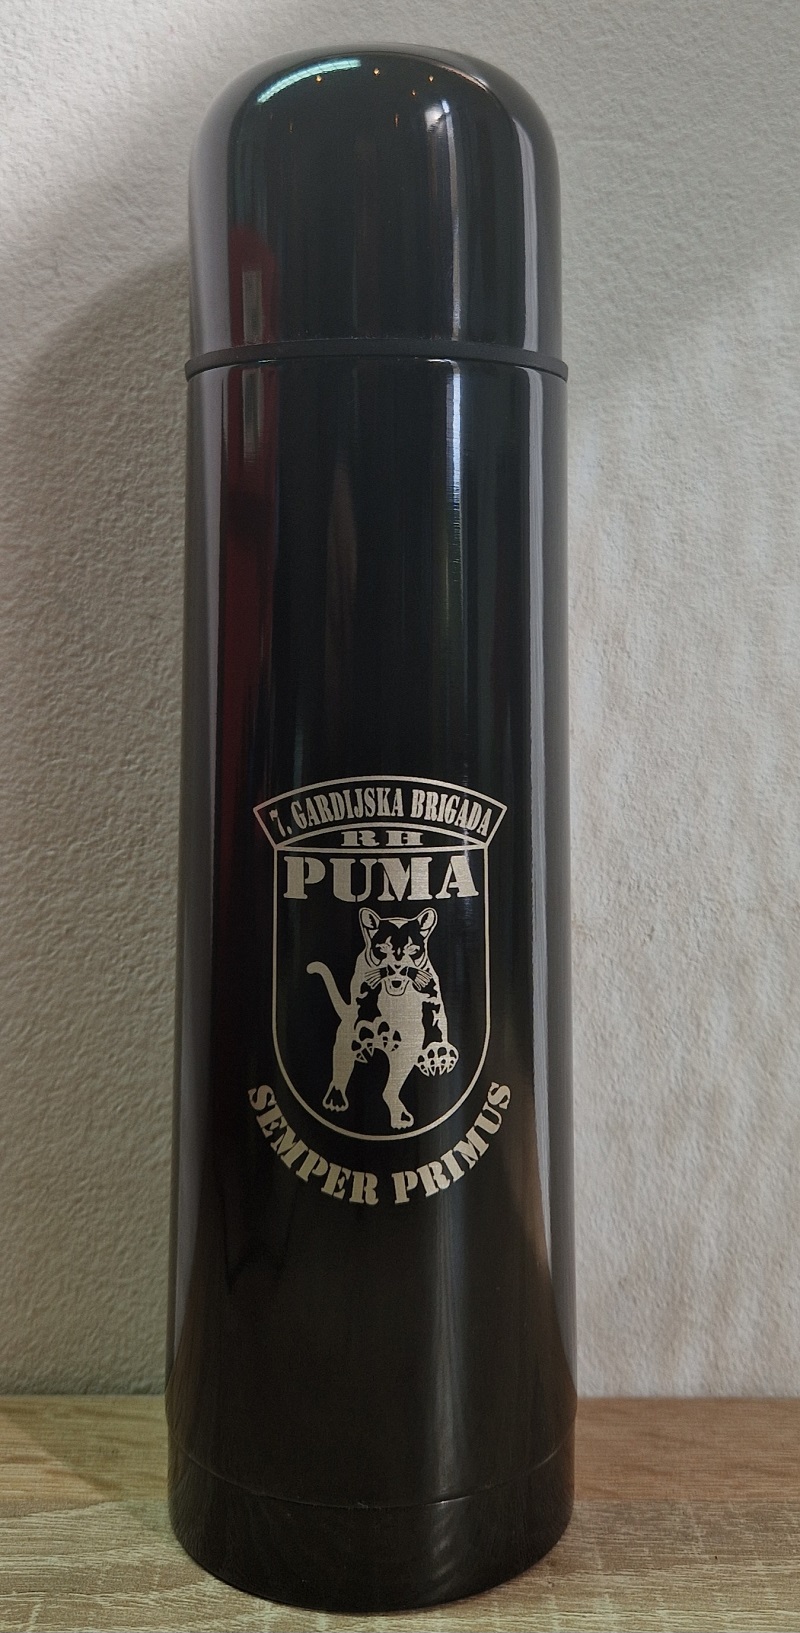 7. GARDIJSKA BRIGADA
RH
PUMA
SEMPER PRIMUS